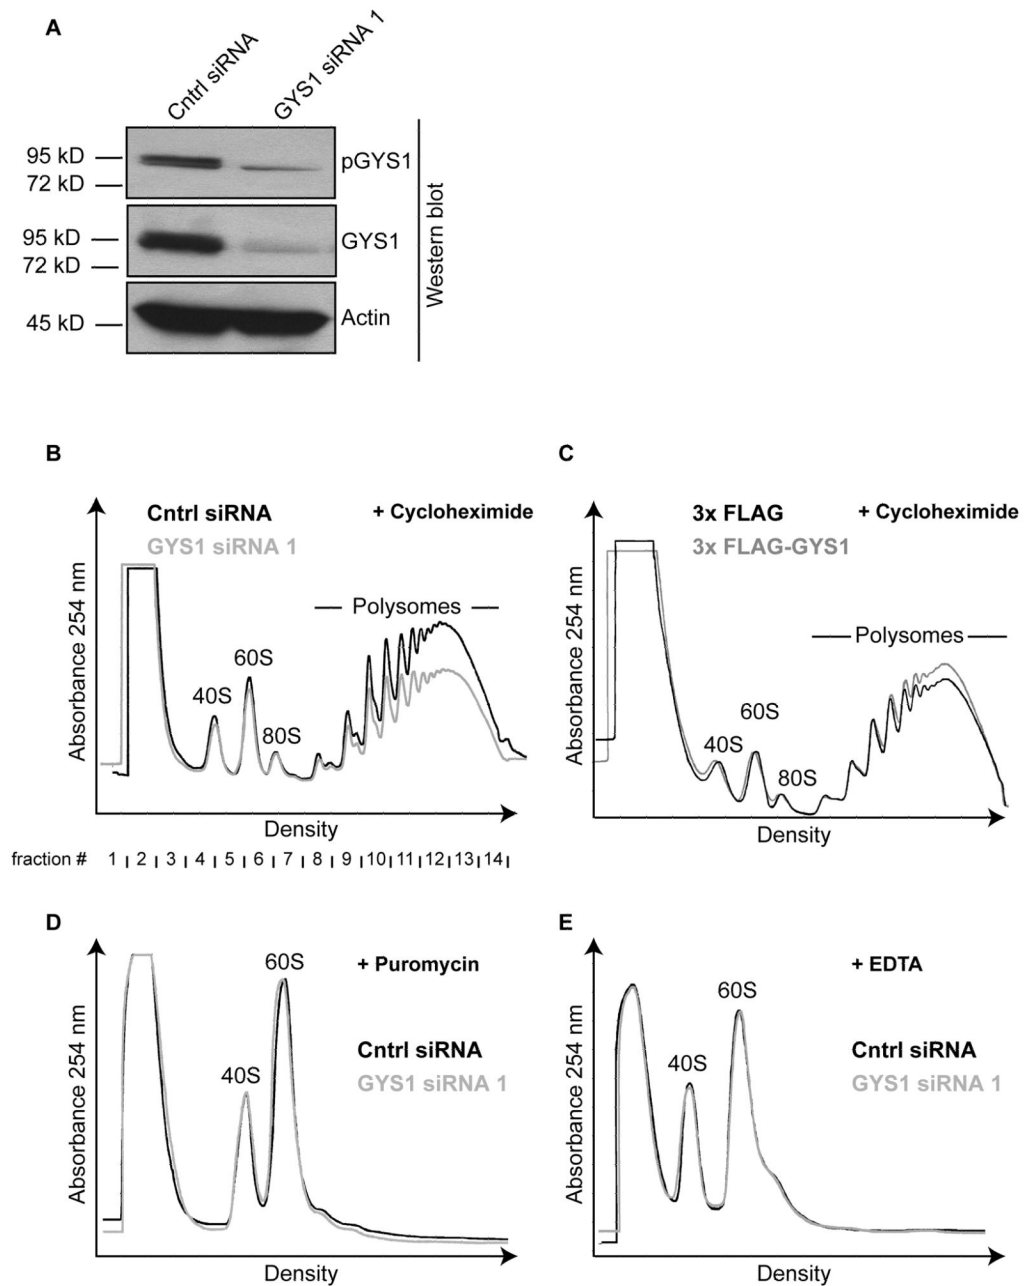 A
Cntrl siRNA
GYS1 siRNA 1
95 kD
72 kD
pGYS1
95 kD
72 kD
GYS1
45 kD
Actin
Western blot
B
Cntrl siRNA
GYS1 siRNA 1
+ Cycloheximide
Polysomes
40S
60S
80S
Absorbance 254 nm
Density
fraction # 1 2 3 4 5 6 7 8 9 10 11 12 13 14
C
3x FLAG
3x FLAG-GYS1
+ Cycloheximide
Polysomes
40S
60S
80S
Absorbance 254 nm
Density
D
+ Puromycin
Cntrl siRNA
GYS1 siRNA 1
40S
60S
Absorbance 254 nm
Density
E
+ EDTA
Cntrl siRNA
GYS1 siRNA 1
40S
60S
Absorbance 254 nm
Density